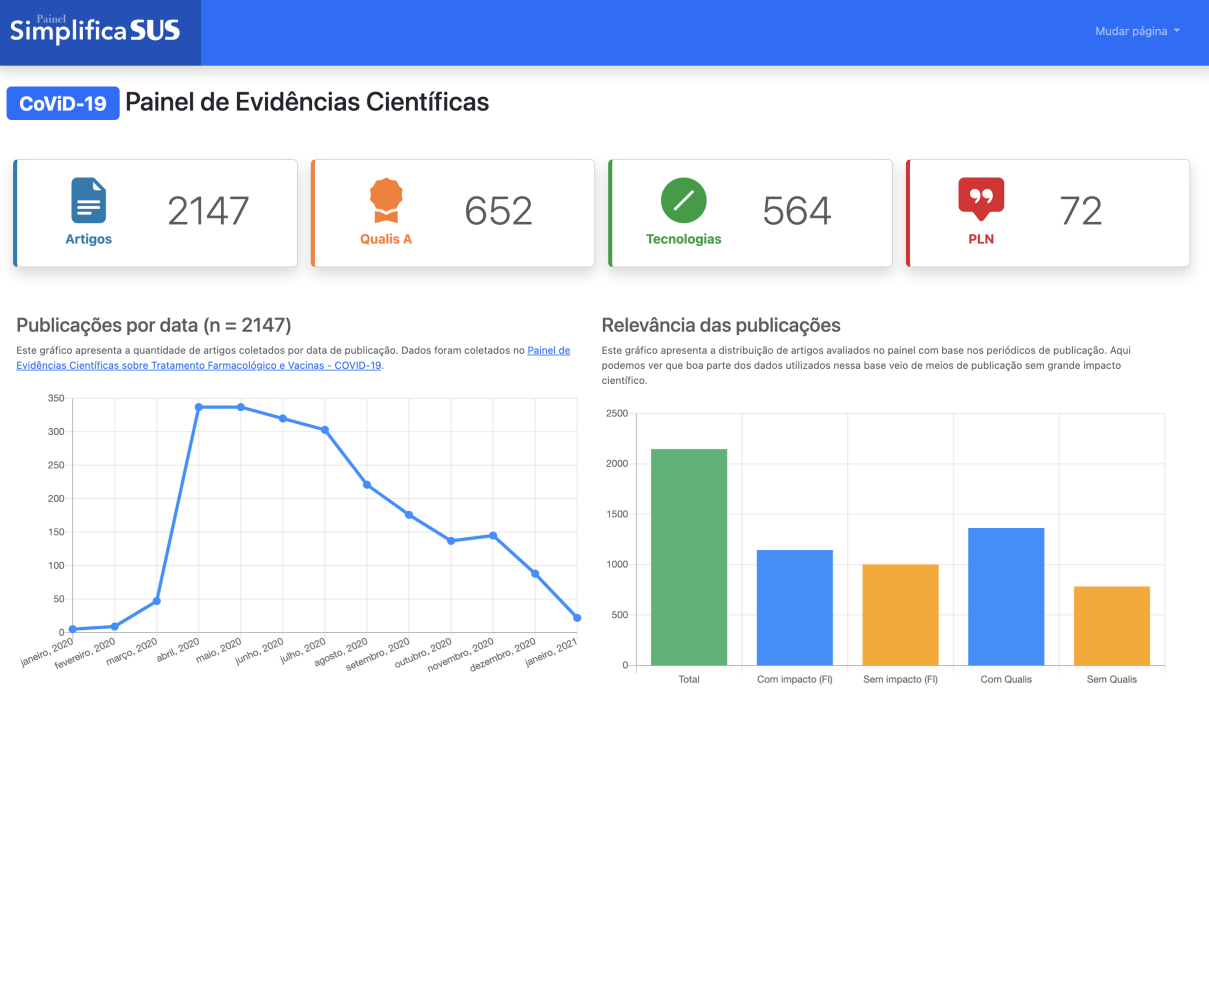 Painel
SimplificaSUS
Mudar página
CoViD-19 Painel de Evidências Científicas
Artigos
2147
Qualis A
652
Tecnologias
564
PLN
72
Publicações por data (n = 2147)
Este gráfico apresenta a quantidade de artigos coletados por data de publicação. Dados foram coletados no Painel de
Evidências Científicas sobre Tratamento Farmacológico e Vacinas - COVID-19.
350
300
250
200
150
100
50
0
janeiro, 2020
fevereiro, 2020
março, 2020
abril, 2020
maio, 2020
junho, 2020
julho, 2020
agosto, 2020
setembro, 2020
outubro, 2020
novembro, 2020
dezembro, 2020
janeiro, 2021
Relevância das publicações
Este gráfico apresenta a distribuição de artigos avaliados no painel com base nos periódicos de publicação. Aqui
podemos ver que boa parte dos dados utilizados nessa base veio de meios de publicação sem grande impacto
científico.
2500
2000
1500
1000
500
0
Total
Com impacto (FI)
Sem impacto (FI)
Com Qualis
Sem Qualis